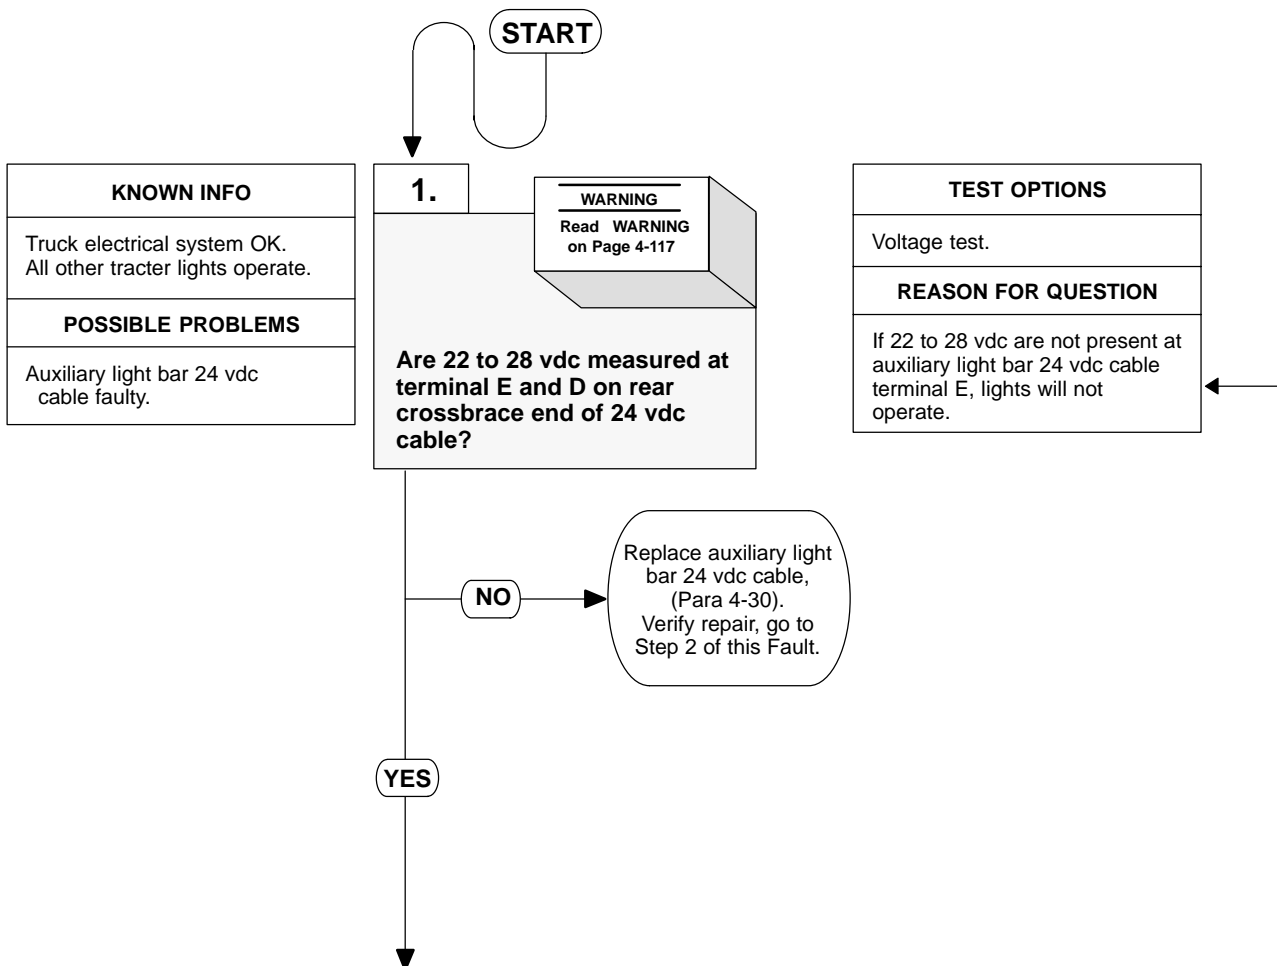 START
KNOWN INFO
Truck electrical system OK.
All other tracter lights operate.
POSSIBLE PROBLEMS
Auxiliary light bar 24 vdc
cable faulty.
1.
WARNING
Read WARNING
on Page 4-117
Are 22 to 28 vdc measured at
terminal E and D on rear
crossbrace end of 24 vdc
cable?
TEST OPTIONS
Voltage test.
REASON FOR QUESTION
If 22 to 28 vdc are not present at
auxiliary light bar 24 vdc cable
terminal E, lights will not
operate.
NO
Replace auxiliary light
bar 24 vdc cable,
(Para 4-30).
Verify repair, go to
Step 2 of this Fault.
YES